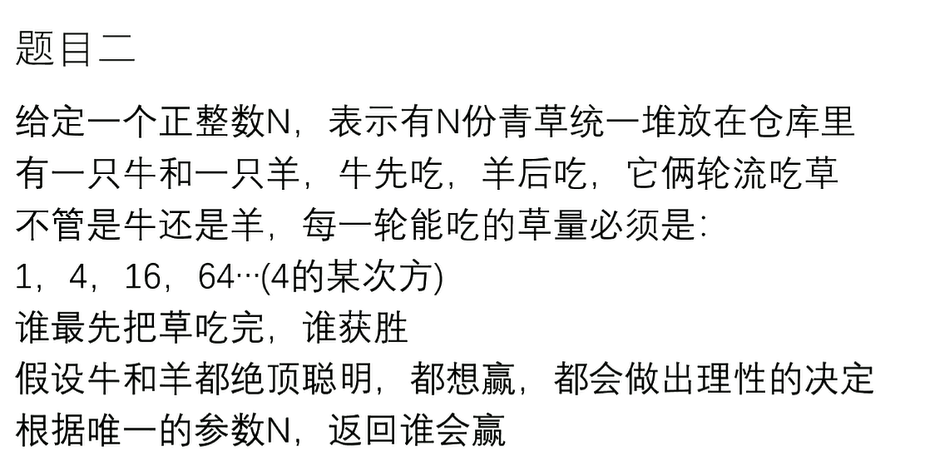 题目二
给定一个正整数N，表示有N份青草统一堆放在仓库里
有一只牛和一只羊，牛先吃，羊后吃，它俩轮流吃草
不管是牛还是羊，每一轮能吃的草量必须是：
1，4，16，64…(4的某次方)
谁最先把草吃完，谁获胜
假设牛和羊都绝顶聪明，都想赢，都会做出理性的决定
根据唯一的参数N，返回谁会赢